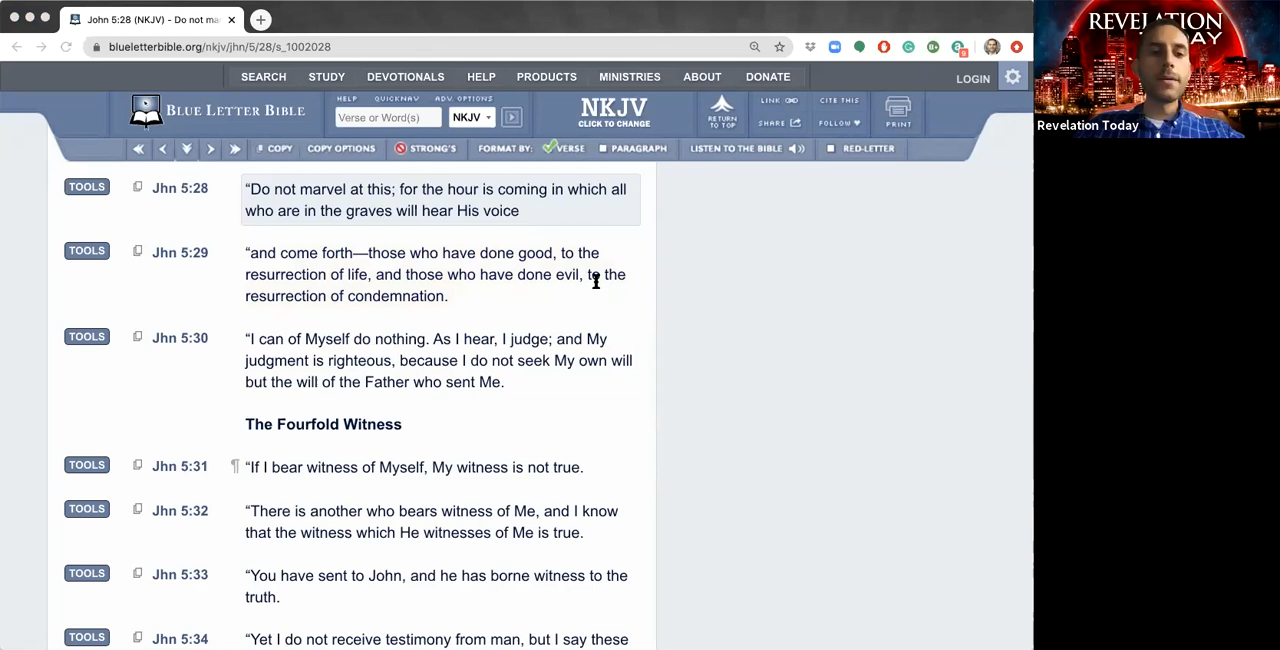 John 5:28 (NKJV) - Do not ma
blueletterbible.org/nkjv/jhn/5/28/s_1002028
SEARCH STUDY DEVOTIONALS HELP PRODUCTS MINISTRIES ABOUT DONATE LOGIN
BLUE LETTER BIBLE
HELP QUICKNAV ADV. OPTIONS
Verse or Word(s) NKJV
NKJV
CLICK TO CHANGE
RETURN
TO TOP
LINK CITE THIS
SHARE FOLLOW
PRINT
COPY COPY OPTIONS STRONG'S FORMAT BY: VERSE PARAGRAPH LISTEN TO THE BIBLE RED-LETTER
TOOLS Jhn 5:28 “Do not marvel at this; for the hour is coming in which all
who are in the graves will hear His voice
TOOLS Jhn 5:29 “and come forth—those who have done good, to the
resurrection of life, and those who have done evil, to the
resurrection of condemnation.
TOOLS Jhn 5:30 “I can of Myself do nothing. As I hear, I judge; and My
judgment is righteous, because I do not seek My own will
but the will of the Father who sent Me.
The Fourfold Witness
TOOLS Jhn 5:31 ¶ “If I bear witness of Myself, My witness is not true.
TOOLS Jhn 5:32 “There is another who bears witness of Me, and I know
that the witness which He witnesses of Me is true.
TOOLS Jhn 5:33 “You have sent to John, and he has borne witness to the
truth.
TOOLS Jhn 5:34 “Yet I do not receive testimony from man, but I say these
REVELATION
Revelation Today